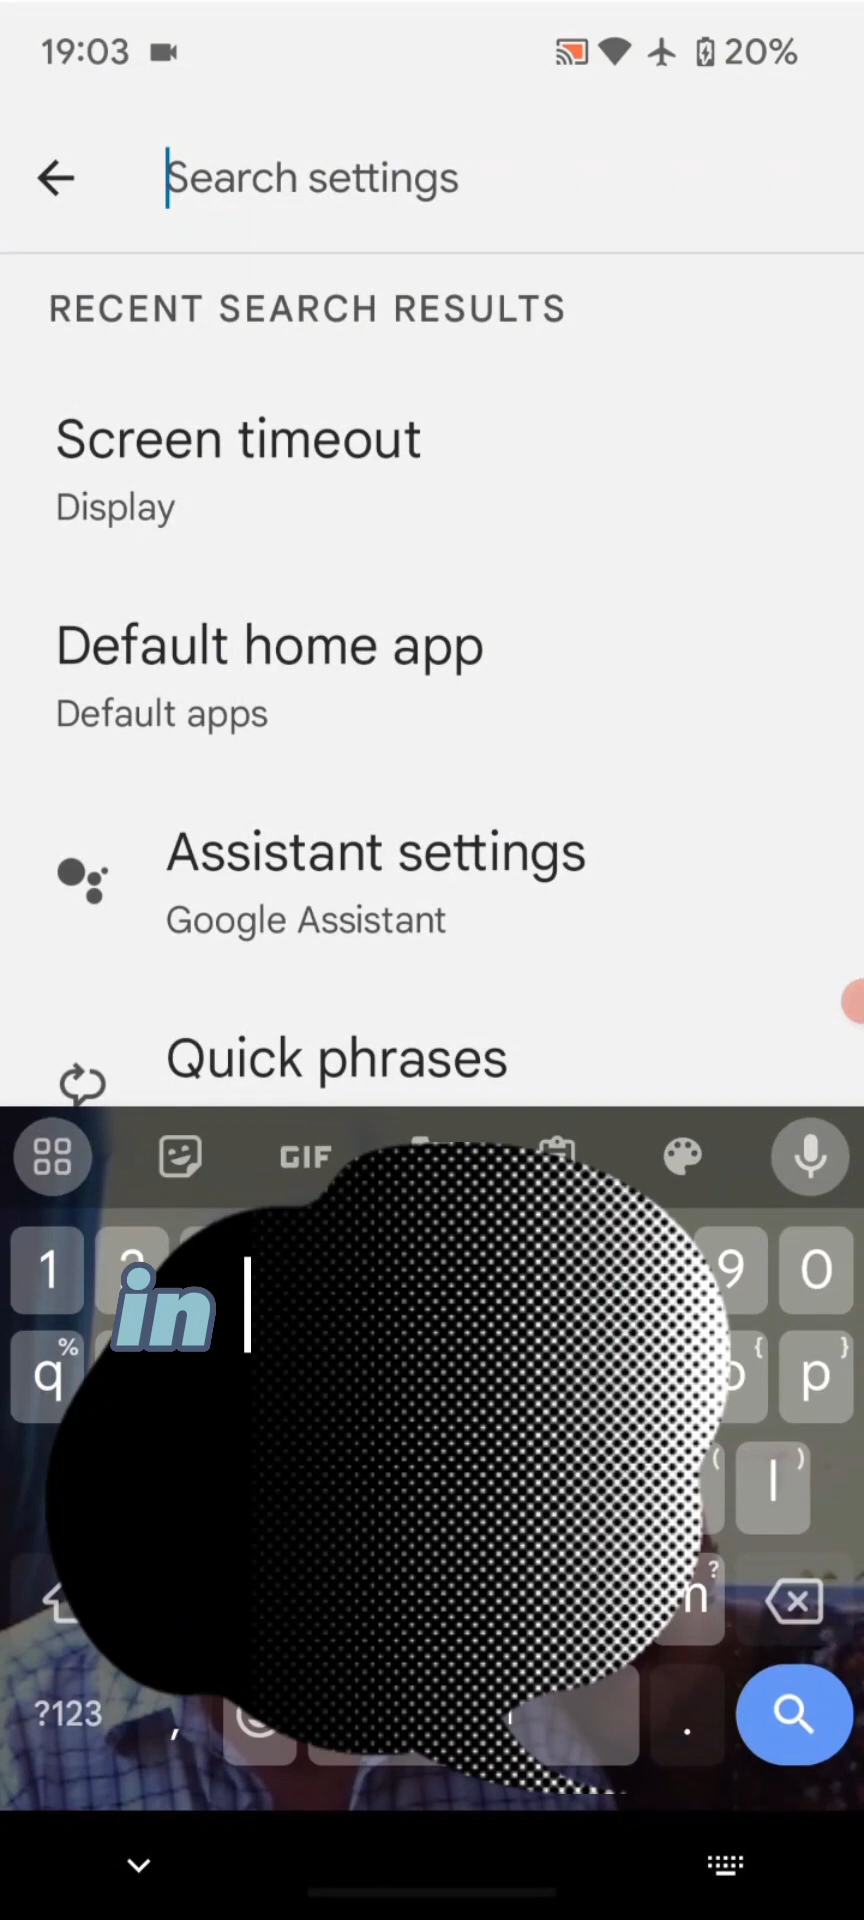 19:03 20%
Search settings
RECENT SEARCH RESULTS
Screen timeout
Display
Default home app
Default apps
Assistant settings
Google Assistant
Quick phrases
GIF
1 9 0
in
q % { p }
( l )
n ?
?123 , .